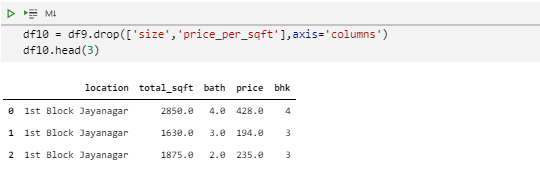 M↓
df10 = df9.drop(['size','price_per_sqft'],axis='columns')
df10.head(3)
location total_sqft bath price bhk
0 1st Block Jayanagar 2850.0 4.0 428.0 4
1 1st Block Jayanagar 1630.0 3.0 194.0 3
2 1st Block Jayanagar 1875.0 2.0 235.0 3